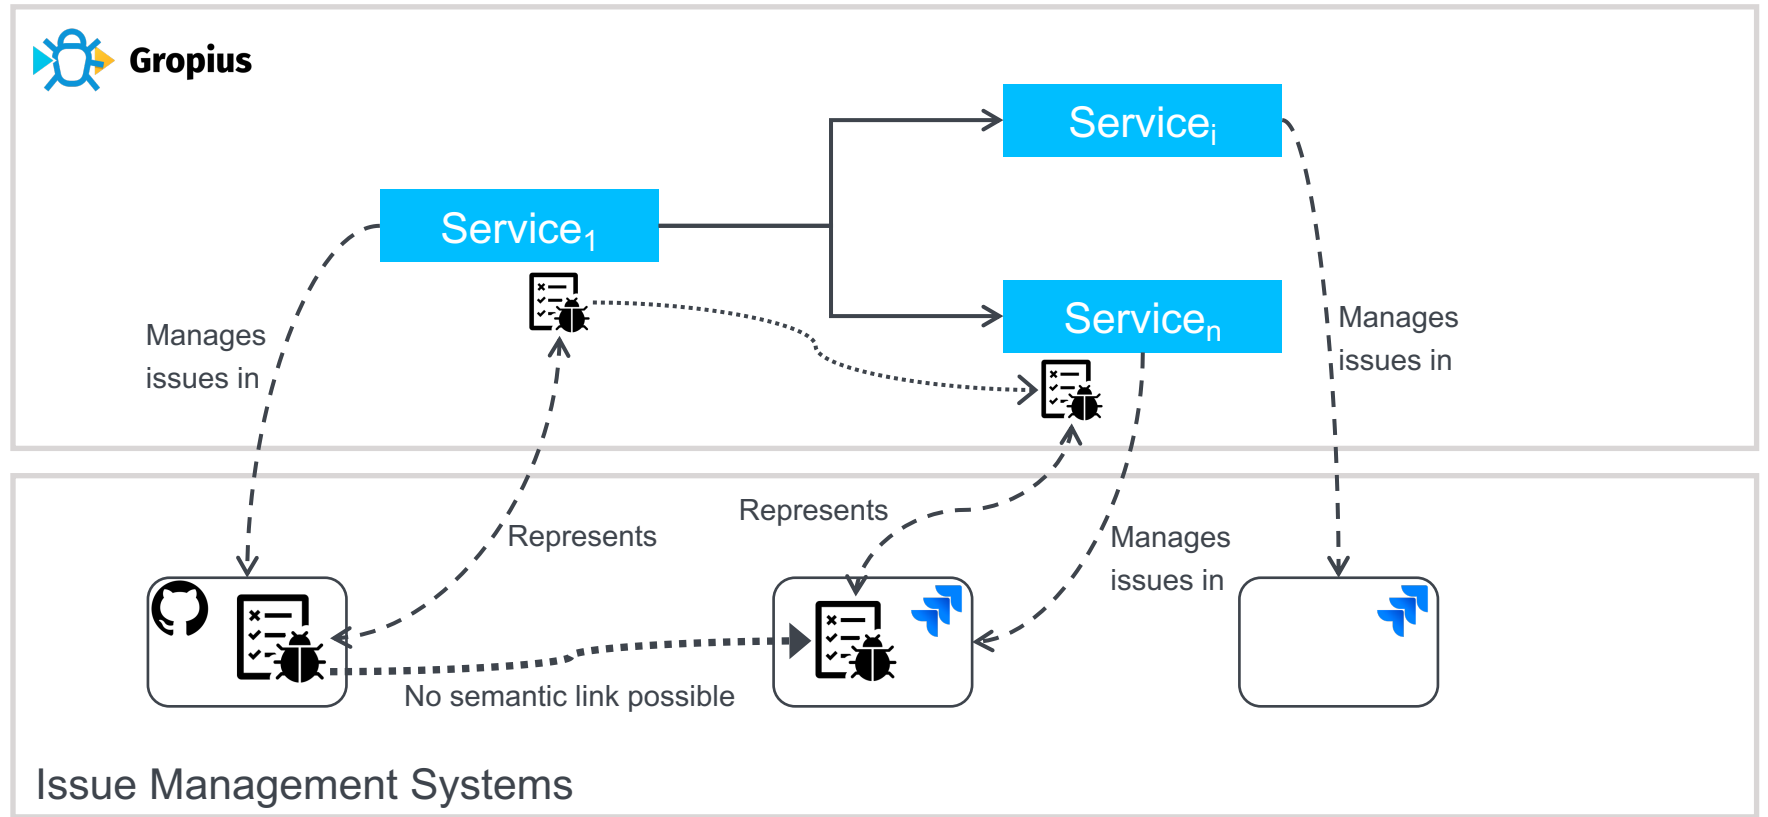 Gropius
Serviceᵢ
Service₁
Serviceₙ
Manages
issues in
Manages
issues in
Represents
Represents
Manages
issues in
No semantic link possible
Issue Management Systems